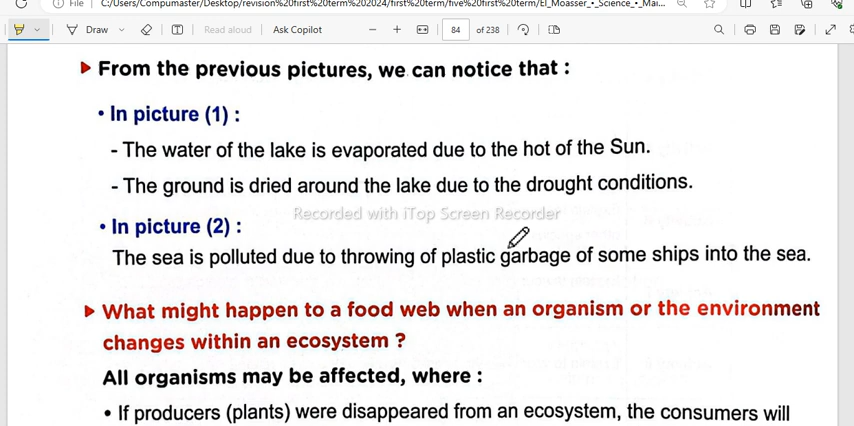 File C:/Users/Compumaster/Desktop/revision%20first%20term%202024/first%20term/five%20first%20term/El_Moasser_•_Science_•_Mai...
Draw Read aloud Ask Copilot 84 of 238
From the previous pictures, we can notice that :
• In picture (1) :
- The water of the lake is evaporated due to the hot of the Sun.
- The ground is dried around the lake due to the drought conditions.
Recorded with iTop Screen Recorder
• In picture (2) :
The sea is polluted due to throwing of plastic garbage of some ships into the sea.
What might happen to a food web when an organism or the environment
changes within an ecosystem ?
All organisms may be affected, where :
• If producers (plants) were disappeared from an ecosystem, the consumers will